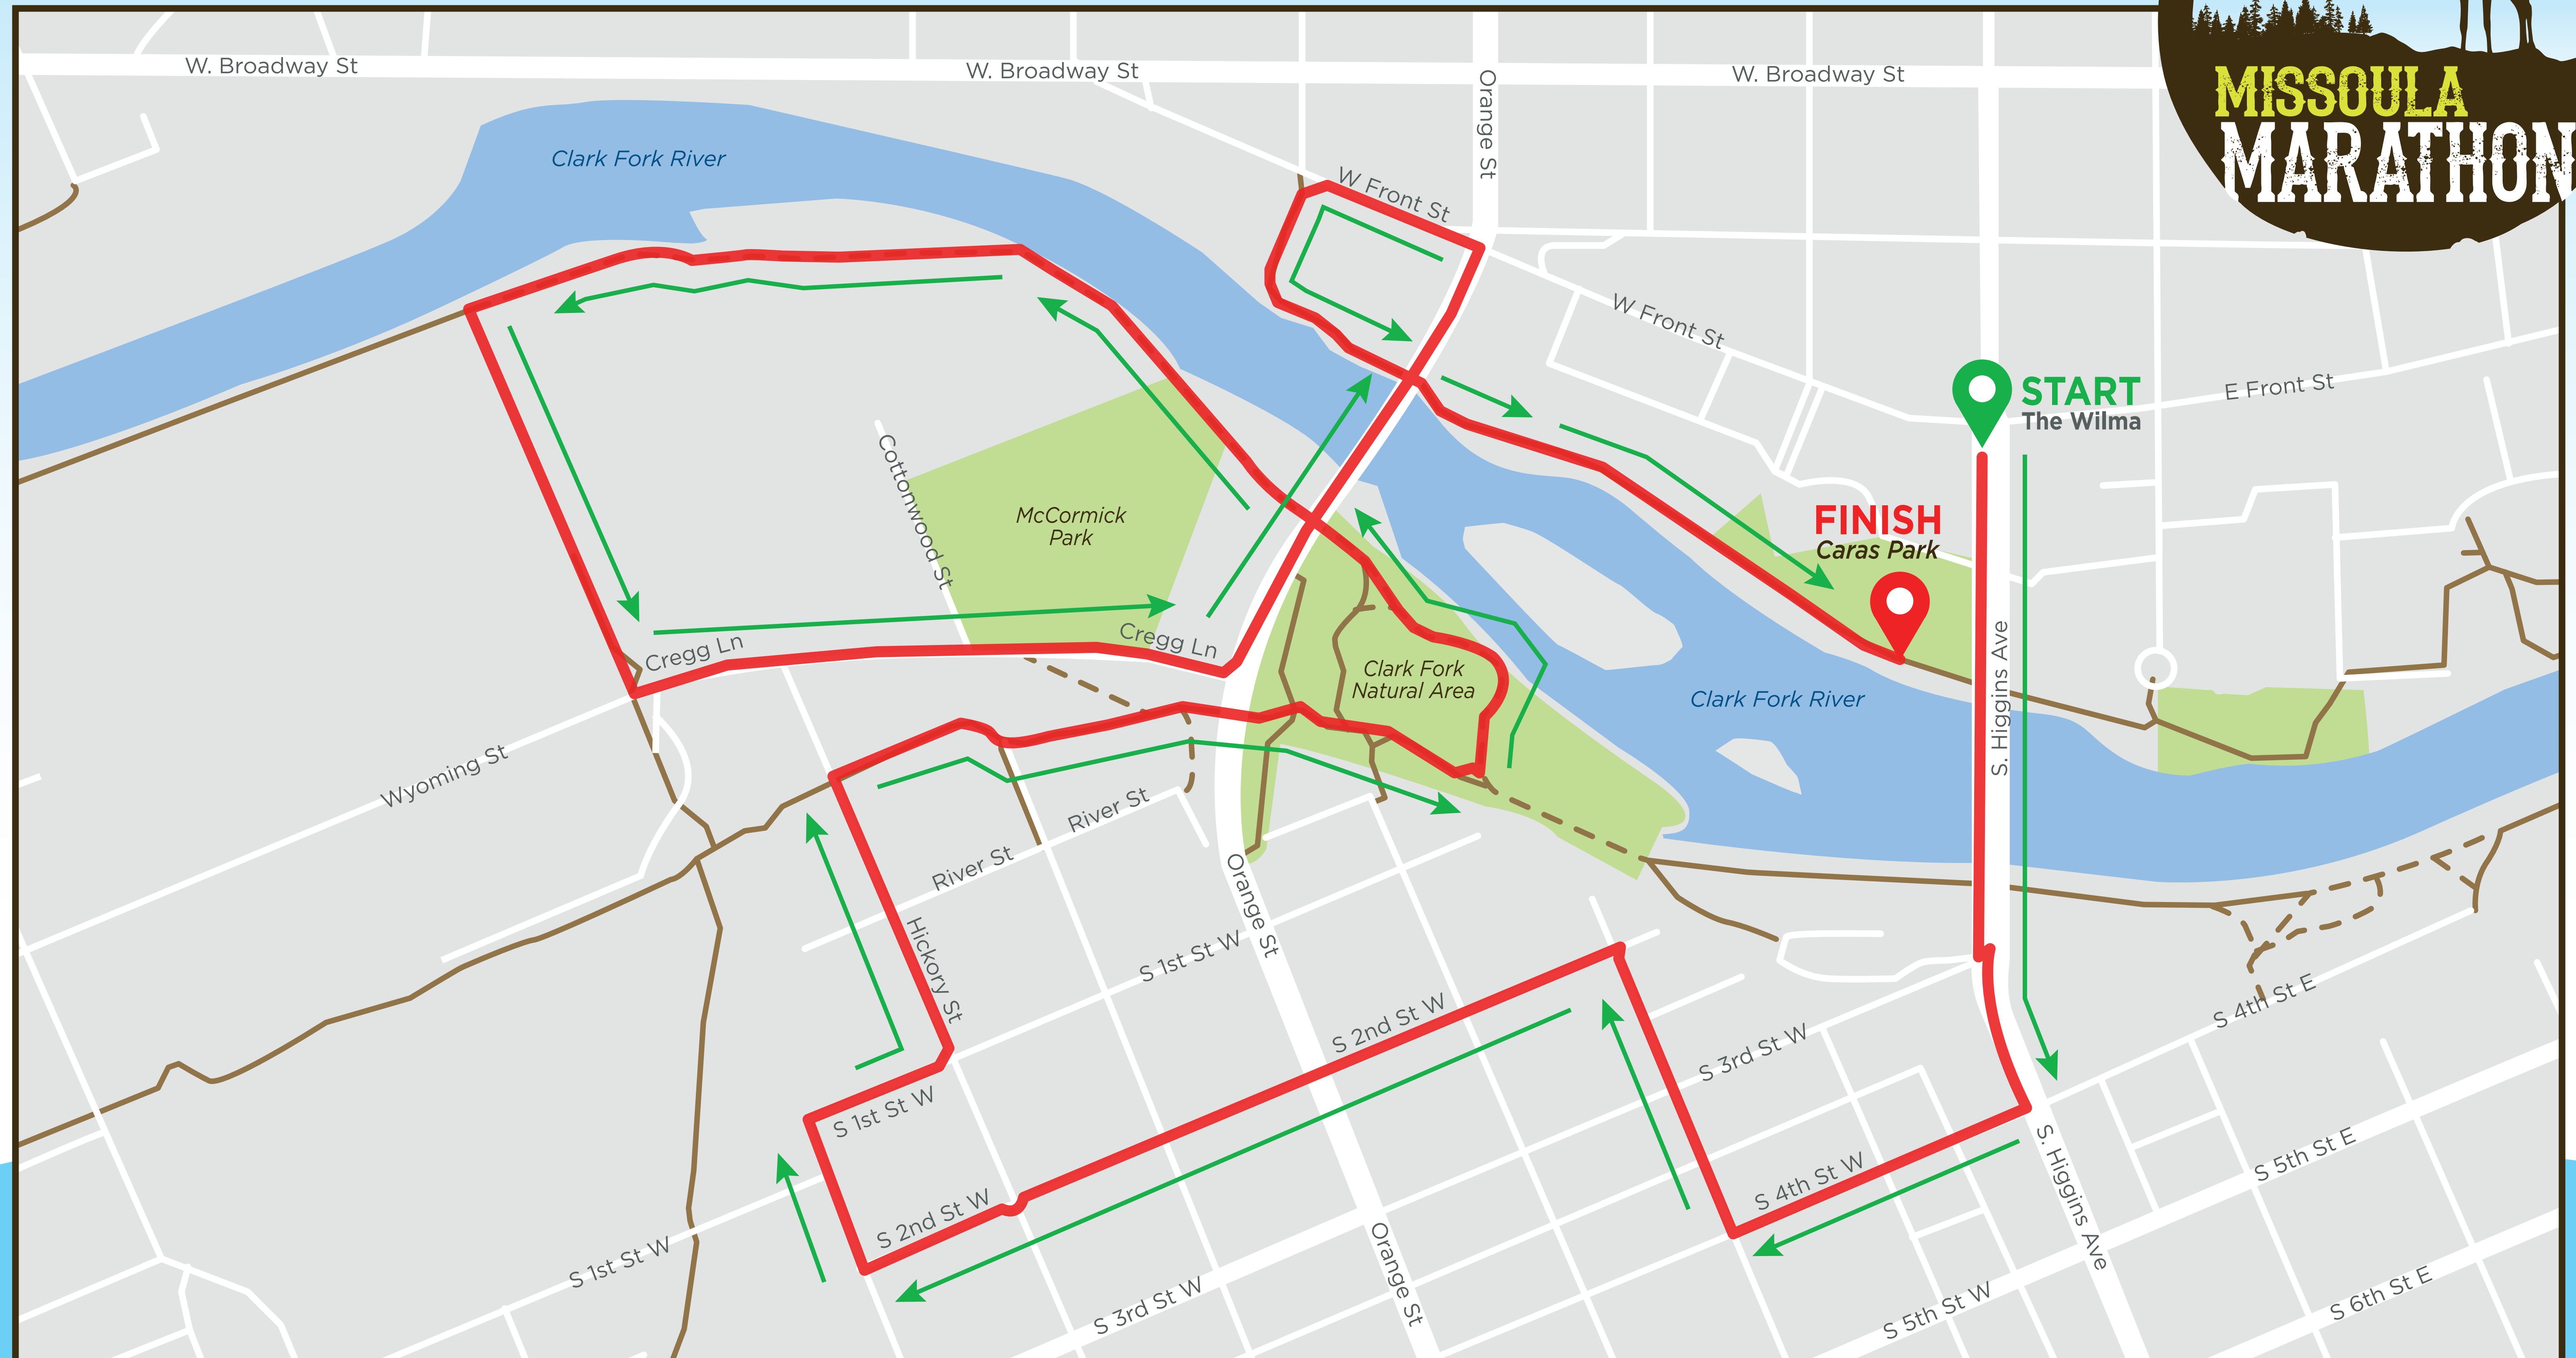 W. Broadway St
W. Broadway St
W. Broadway St
MISSOULA
MARATHON
Orange St
Clark Fork River
W Front St
W Front St
START
The Wilma
E Front St
Cottonwood St
McCormick
Park
FINISH
Caras Park
Cregg Ln
Cregg Ln
Clark Fork
Natural Area
Clark Fork River
S. Higgins Ave
Wyoming St
River St
River St
Orange St
Hickory St
S 1st St W
S 2nd St W
S 3rd St W
S 4th St E
S 1st St W
S 2nd St W
S 4th St W
S. Higgins Ave
S 5th St E
S 1st St W
Orange St
S 3rd St W
S 5th St W
S 6th St E